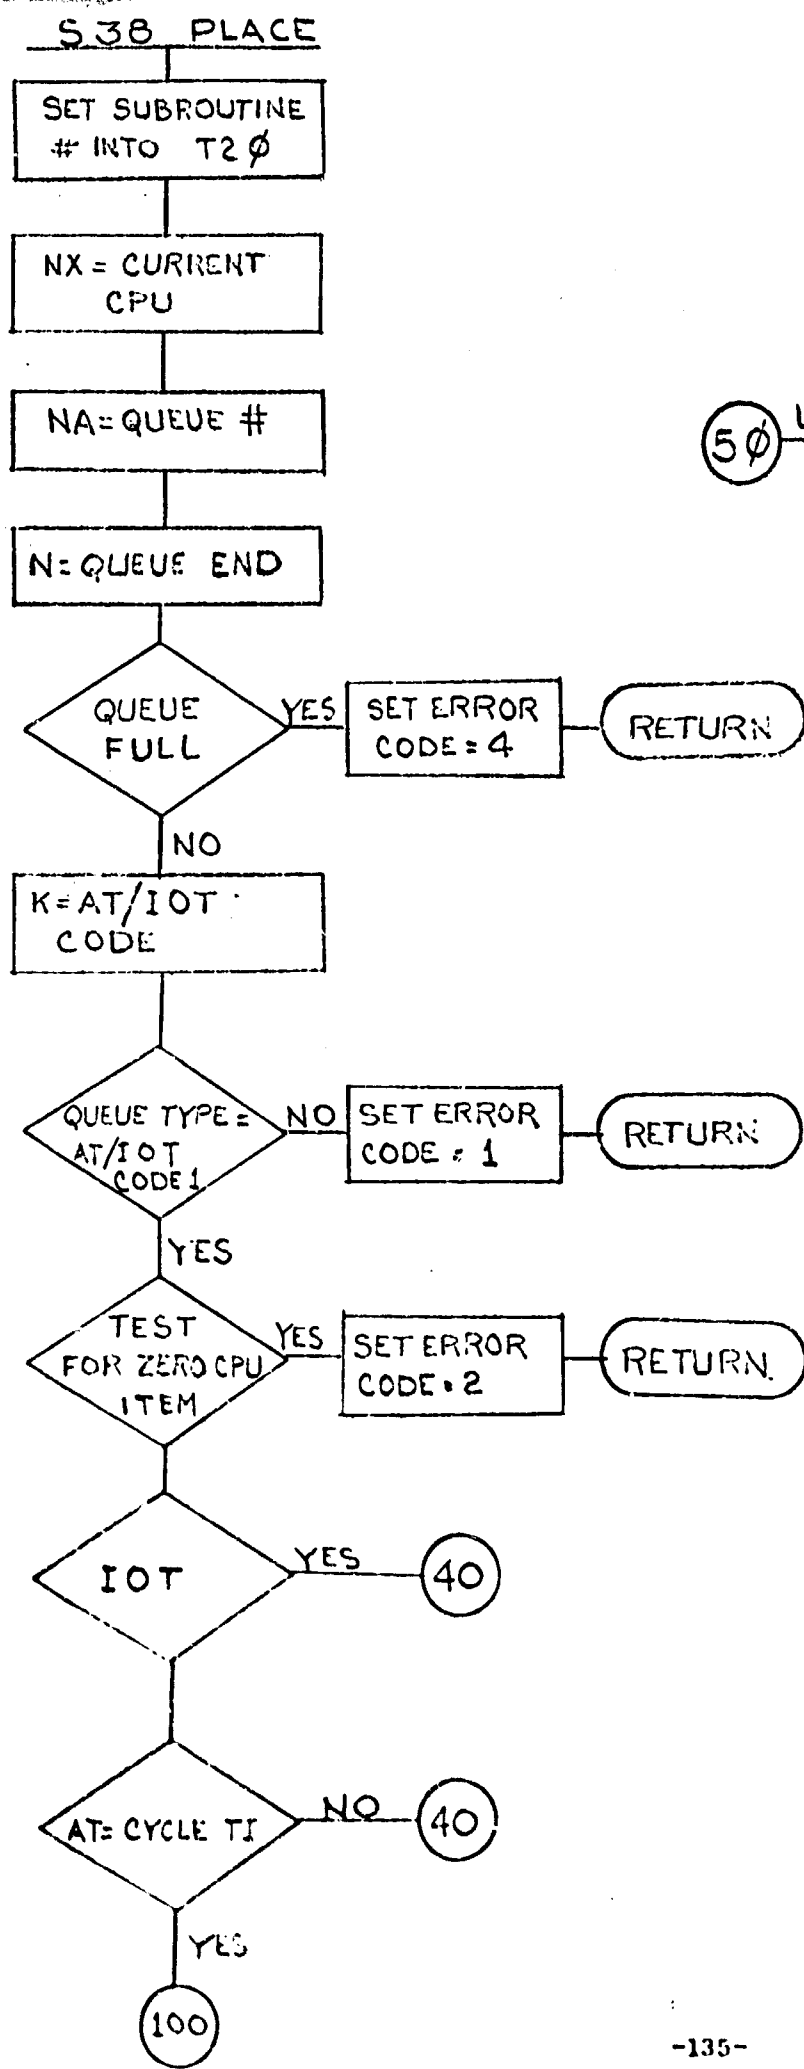 S38 PLACE
SET SUBROUTINE
# INTO T2Ø
NX = CURRENT
CPU
NA = QUEUE #
5Ø
N = QUEUE END
QUEUE
FULL
YES
SET ERROR
CODE = 4
RETURN
NO
K = AT/IOT
CODE
QUEUE TYPE =
AT/IOT
CODE 1
NO
SET ERROR
CODE = 1
RETURN
YES
TEST
FOR ZERO CPU
ITEM
YES
SET ERROR
CODE = 2
RETURN.
IOT
YES
40
AT = CYCLE TI
NO
40
YES
100
-135-